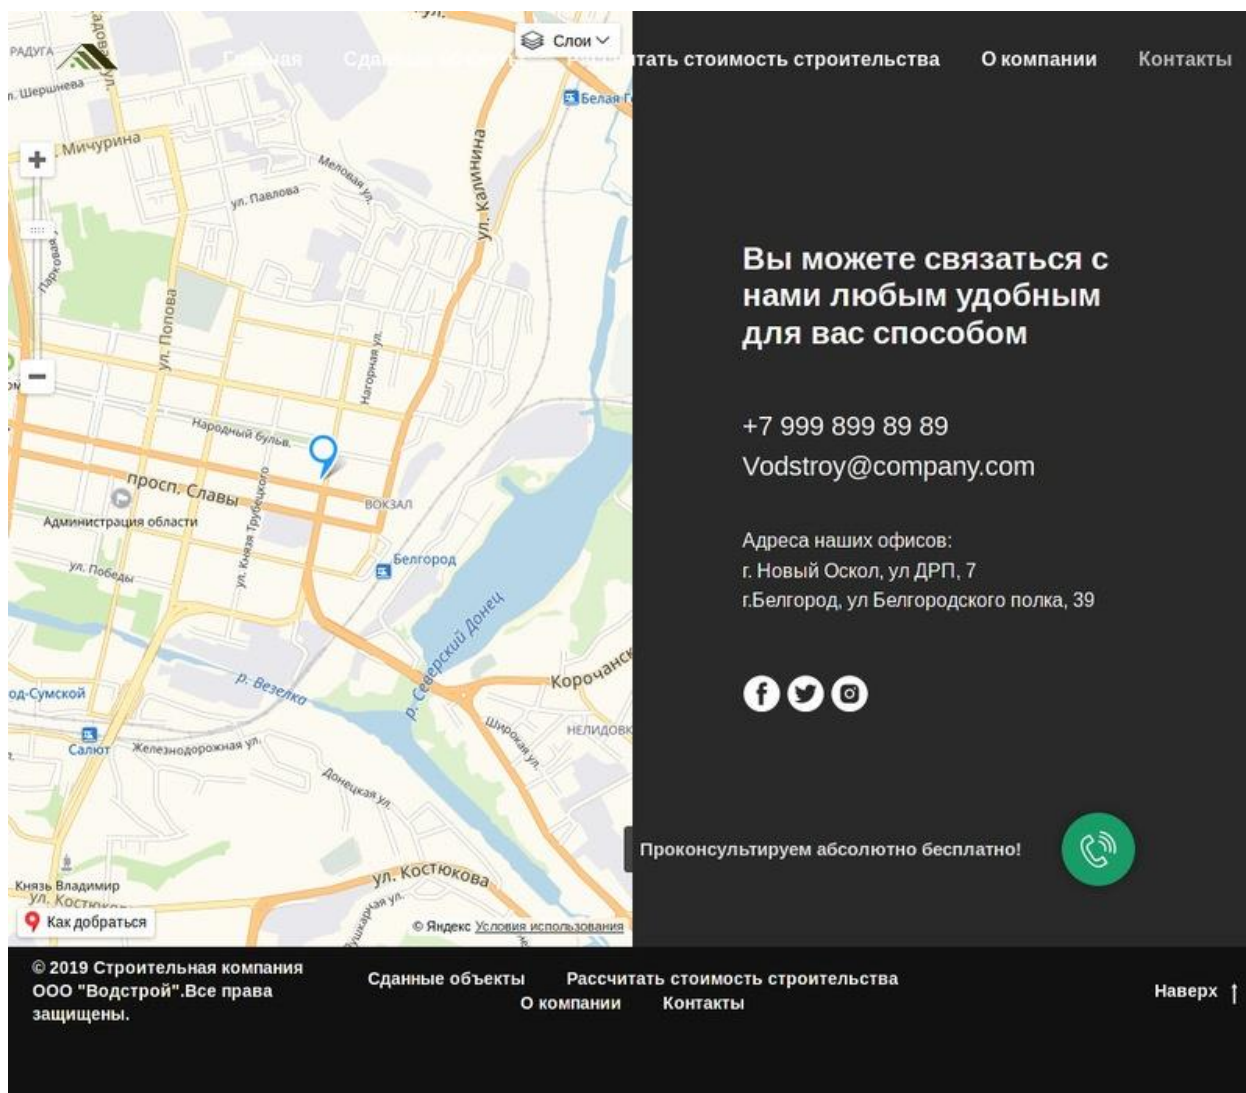 Слои
РАДУГА
Главная
тать стоимость строительства
О компании
Контакты
Белая Г
Мичурина
Меловая ул.
ул. Павлова
ул. Калинина
Парковая
ул. Попова
Нагорная ул.
Народный бульв.
просп. Славы
ул. Князя Трубецкого
ВОКЗАЛ
Администрация области
Белгород
ул. Победы
р. Северский Донец
р. Везелка
Корочанск
од-Сумской
Салют
Железнодорожная ул.
Широкая ул.
НЕЛИДОВК
Донецкая ул.
Князь Владимир
ул. Костюкова
Как добраться
© Яндекс Условия использования
Вы можете связаться с
нами любым удобным
для вас способом
+7 999 899 89 89
Vodstroy@company.com
Адреса наших офисов:
г. Новый Оскол, ул ДРП, 7
г.Белгород, ул Белгородского полка, 39
Проконсультируем абсолютно бесплатно!
© 2019 Строительная компания
ООО "Водстрой".Все права
защищены.
Сданные объекты
Рассчитать стоимость строительства
О компании
Контакты
Наверх